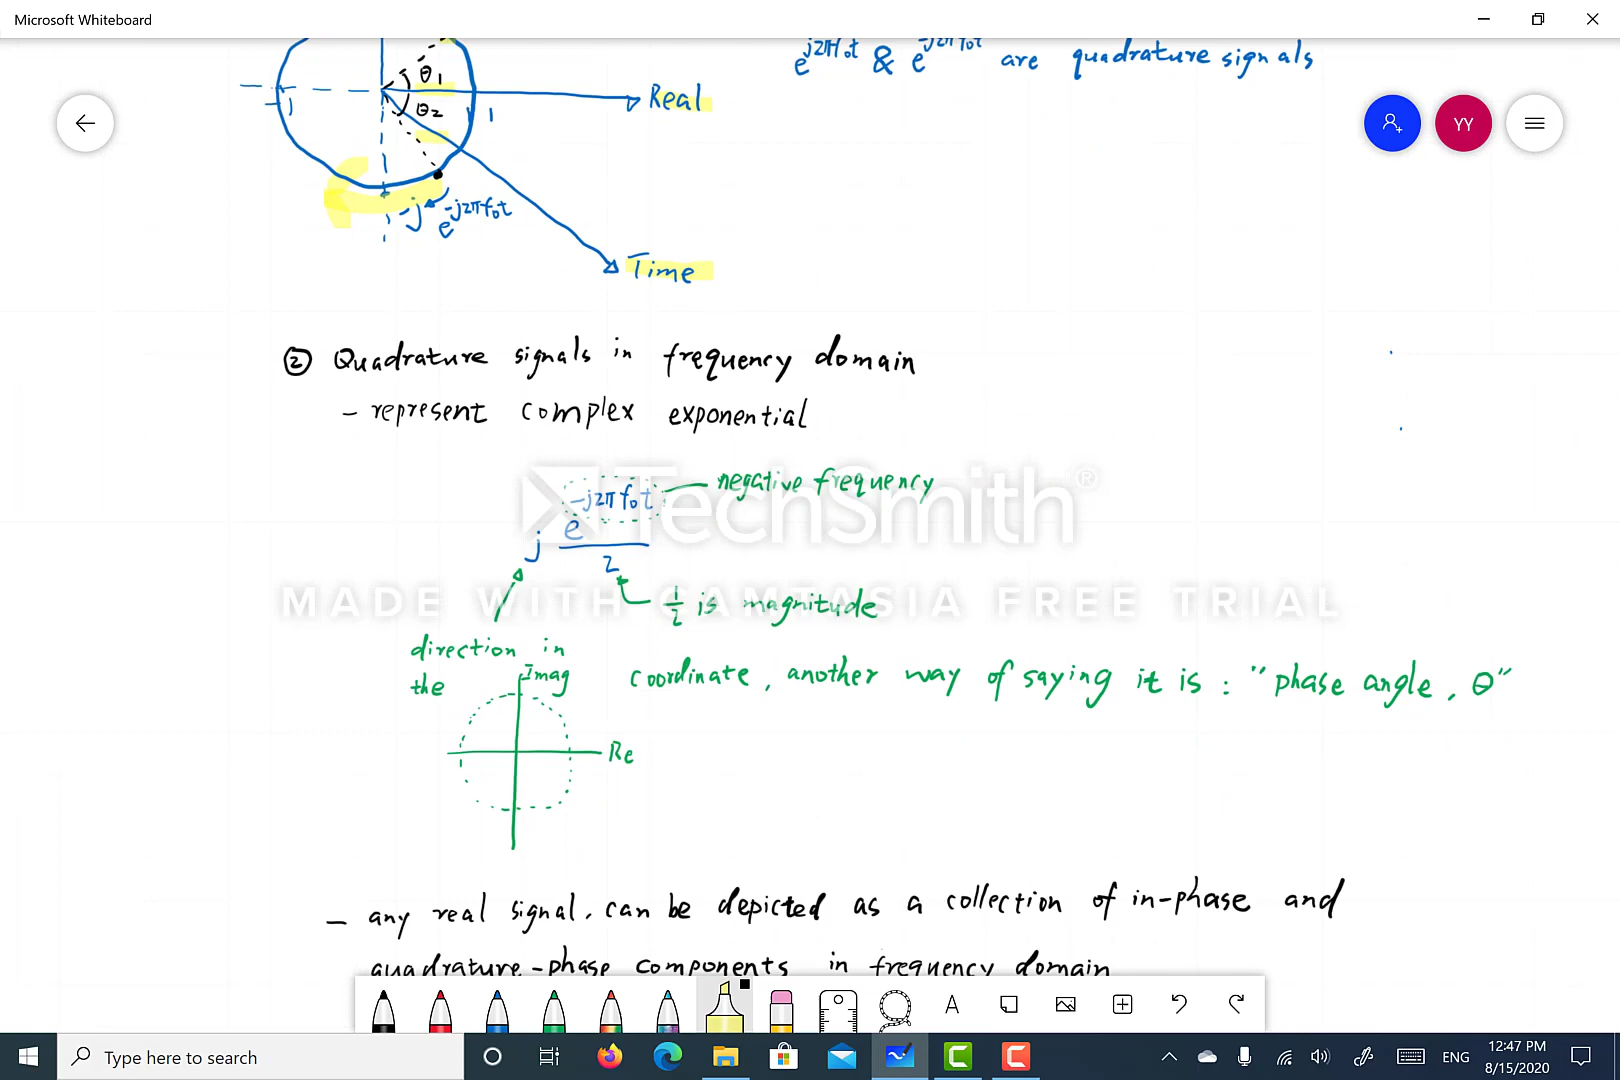 Microsoft Whiteboard
e^{j2πf₀t} & e^{-j2πf₀t} are quadrature signals
θ1
Real
-1
θ2
1
YY
-j
e^{-j2πf₀t}
Time
② Quadrature signals in frequency domain
- represent complex exponential
TechSmith®
negative frequency
j e^{-j2πf₀t} / 2
MADE WITH CAMTASIA FREE TRIAL
1/2 is magnitude
direction in
the Imag coordinate, another way of saying it is : "phase angle, θ"
Re
- any real signal, can be depicted as a collection of in-phase and
quadrature-phase components in frequency domain
A
Type here to search
ENG
12:47 PM
8/15/2020